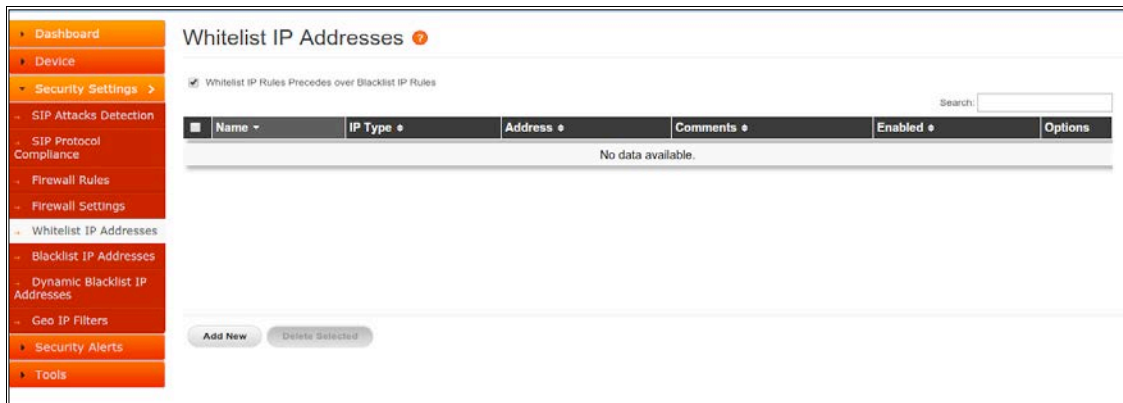 Dashboard
Device
Security Settings >
SIP Attacks Detection
SIP Protocol
Compliance
Firewall Rules
Firewall Settings
Whitelist IP Addresses
Blacklist IP Addresses
Dynamic Blacklist IP
Addresses
Geo IP Filters
Security Alerts
Tools
Whitelist IP Addresses ?
Whitelist IP Rules Precedes over Blacklist IP Rules
Search:
Name IP Type Address Comments Enabled Options
No data available.
Add New Delete Selected